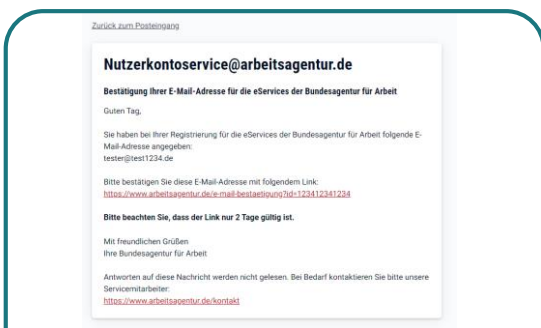 Zurück zum Posteingang
Nutzerkontoservice@arbeitsagentur.de
Bestätigung Ihrer E-Mail-Adresse für die eServices der Bundesagentur für Arbeit
Guten Tag,
Sie haben bei Ihrer Registrierung für die eServices der Bundesagentur für Arbeit folgende E-
Mail-Adresse angegeben:
tester@test1234.de
Bitte bestätigen Sie diese E-Mail-Adresse mit folgendem Link:
https://www.arbeitsagentur.de/e-mail-bestaetigung?id=123412341234
Bitte beachten Sie, dass der Link nur 2 Tage gültig ist.
Mit freundlichen Grüßen
Ihre Bundesagentur für Arbeit
Antworten auf diese Nachricht werden nicht gelesen. Bei Bedarf kontaktieren Sie bitte unsere
Servicemitarbeiter:
https://www.arbeitsagentur.de/kontakt